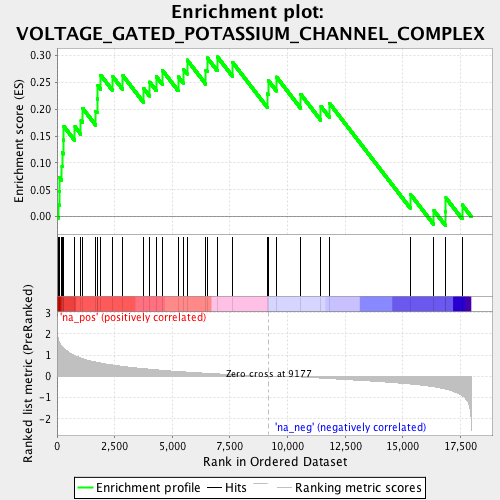 Enrichment plot:
VOLTAGE_GATED_POTASSIUM_CHANNEL_COMPLEX
Enrichment score (ES)
0.30
0.25
0.20
0.15
0.10
0.05
0.00
'na_pos' (positively correlated)
Ranked list metric (PreRanked)
3
2
1
0
-1
-2
Zero cross at 9177
'na_neg' (negatively correlated)
0
2,500
5,000
7,500
10,000
12,500
15,000
17,500
Rank in Ordered Dataset
Enrichment profile
Hits
Ranking metric scores